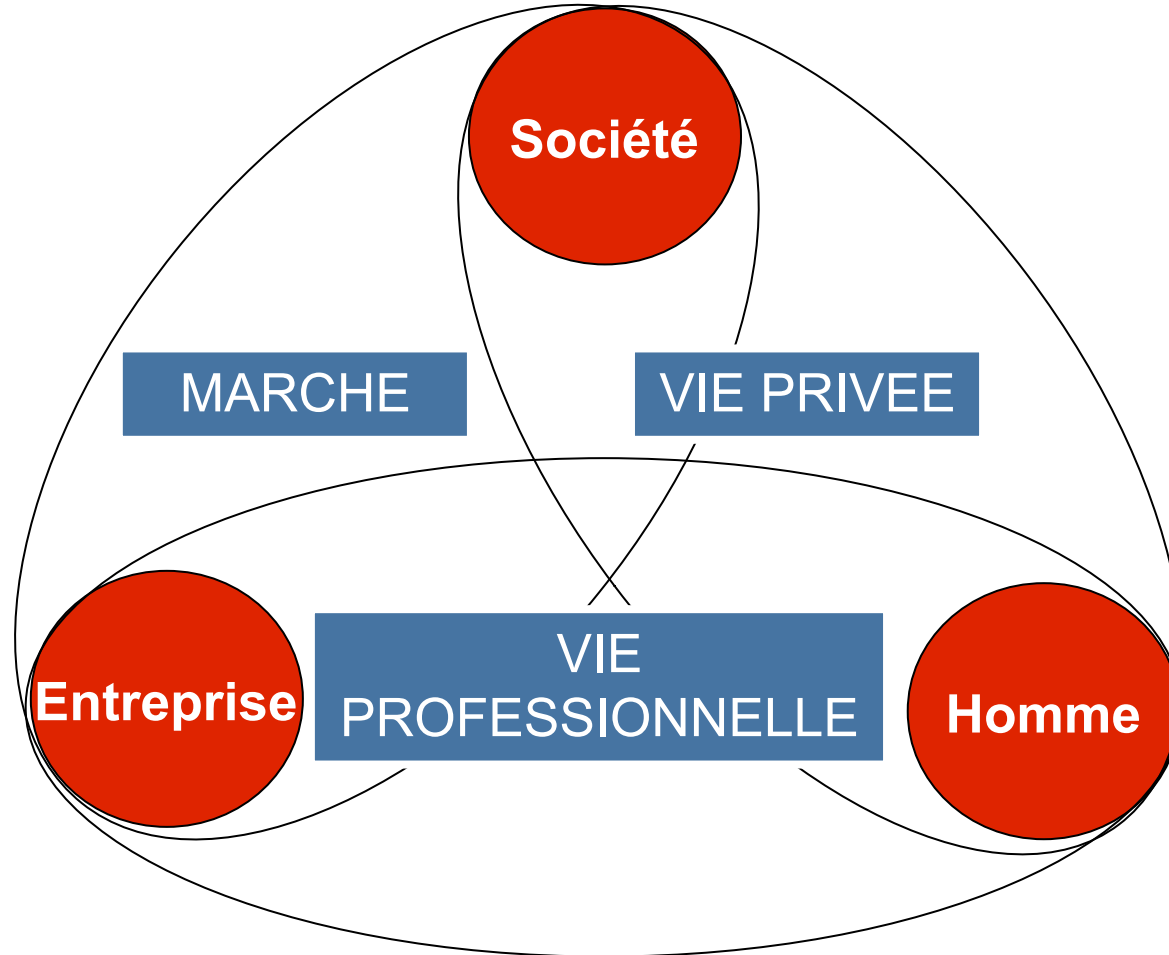 Société
MARCHE
VIE PRIVEE
VIE
PROFESSIONNELLE
Entreprise
Homme